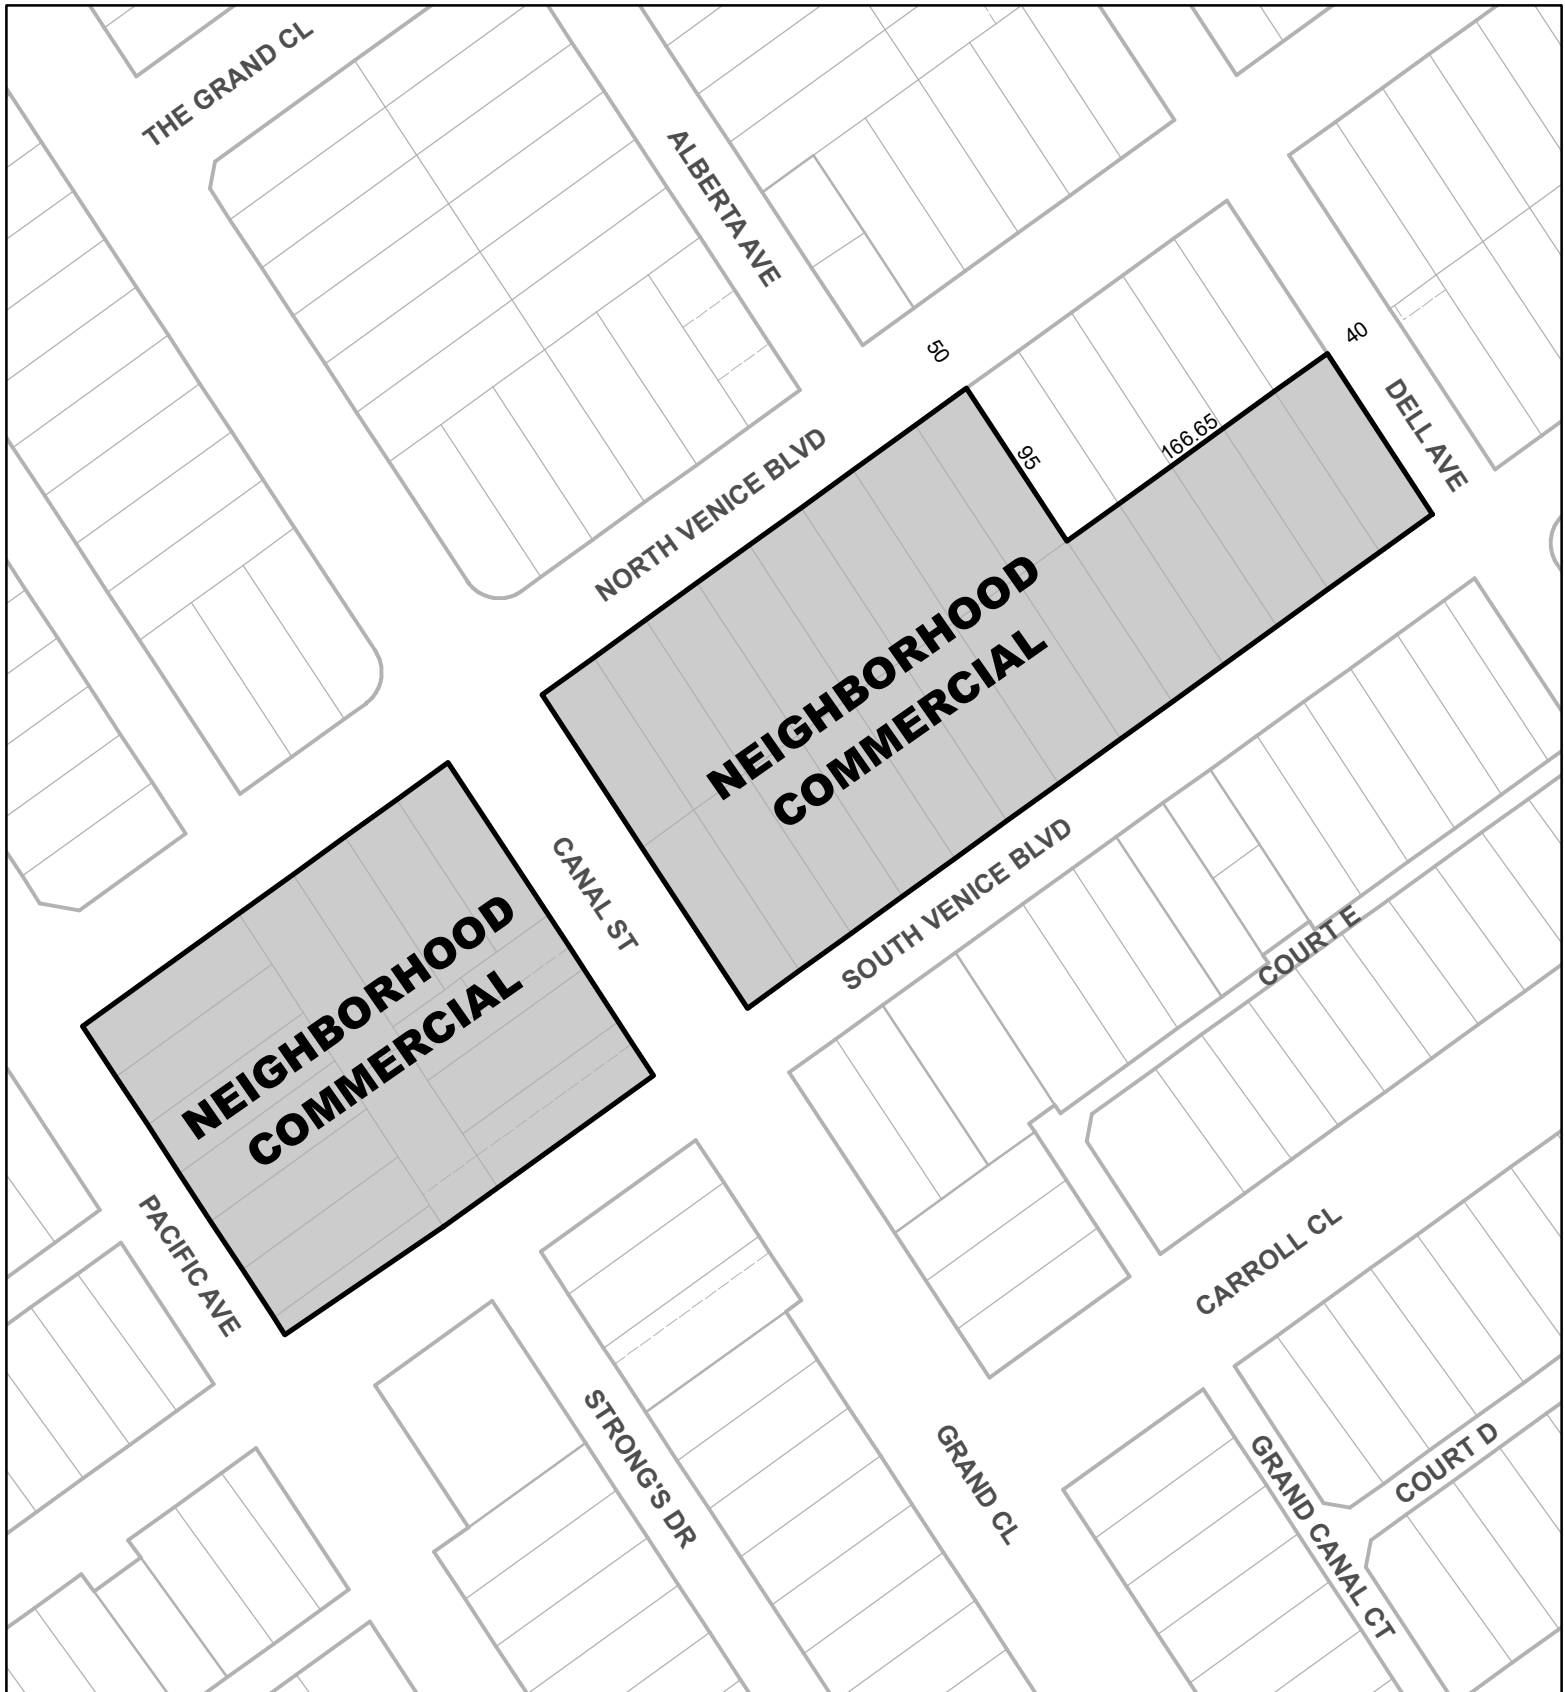 THE GRAND CL
ALBERTA AVE
50
40
DELL AVE
NORTH VENICE BLVD
95
166.65
NEIGHBORHOOD
COMMERCIAL
CANAL ST
SOUTH VENICE BLVD
COURT E
NEIGHBORHOOD
COMMERCIAL
PACIFIC AVE
CARROLL CL
STRONG'S DR
GRAND CL
GRAND CANAL CT
COURT D